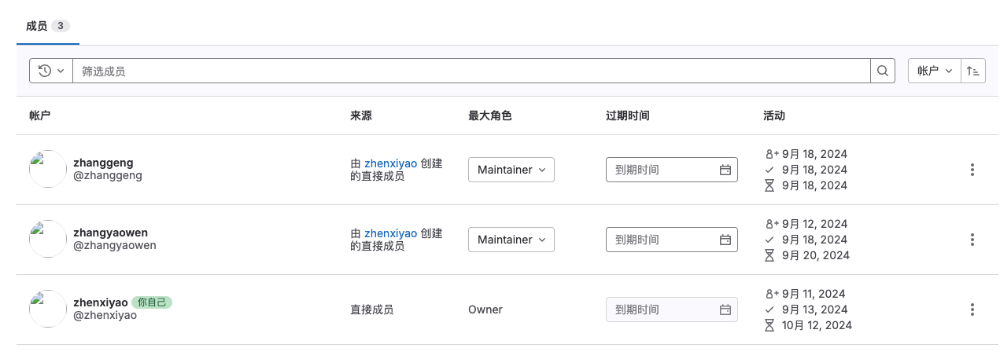 成员 3
筛选成员
帐户
帐户 来源 最大角色 过期时间 活动
zhanggeng
@zhanggeng
由 zhenxiyao 创建
的直接成员
Maintainer
到期时间
9月 18, 2024
9月 18, 2024
9月 18, 2024
zhangyaowen
@zhangyaowen
由 zhenxiyao 创建
的直接成员
Maintainer
到期时间
9月 12, 2024
9月 18, 2024
9月 20, 2024
zhenxiyao 你自己
@zhenxiyao
直接成员
Owner
到期时间
9月 11, 2024
9月 13, 2024
10月 12, 2024